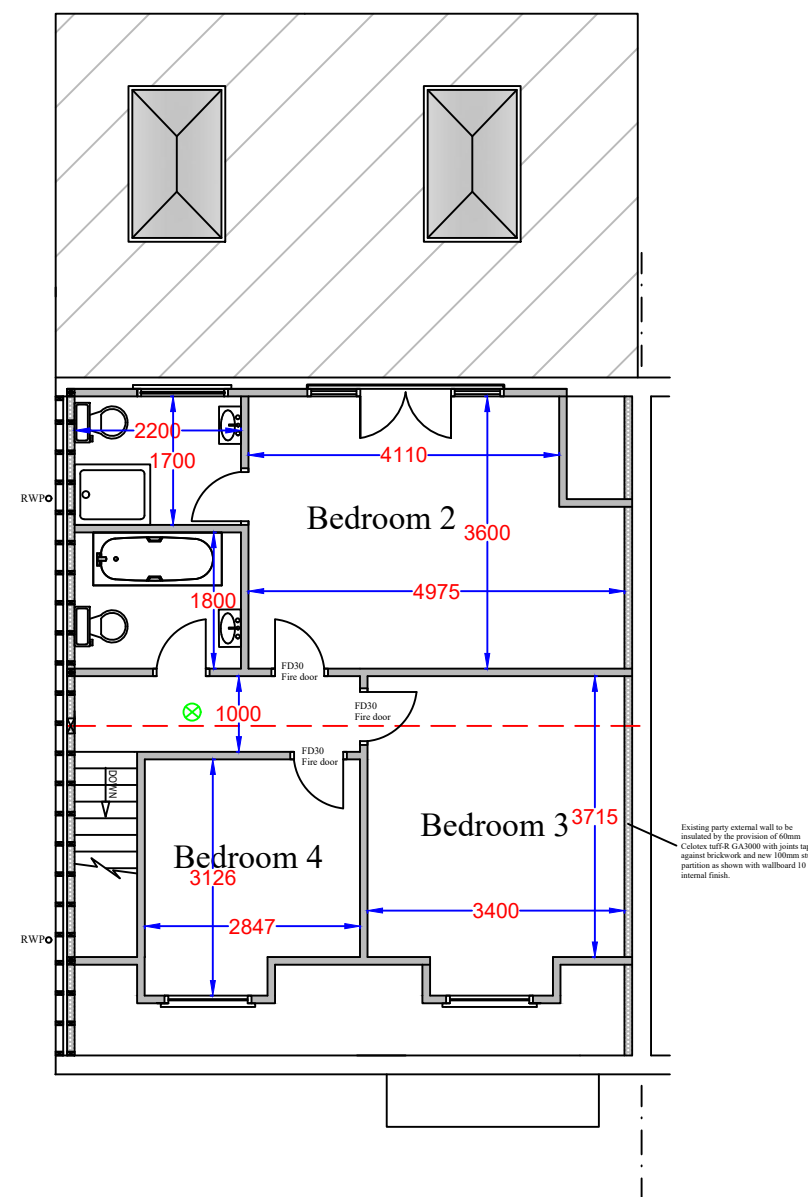 2200
1700
4110
RWP
Bedroom 2
3600
4975
1800
FD30
Fire door
FD30
Fire door
1000
FD30
Fire door
DOWN
Bedroom 3
3715
Bedroom 4
3126
2847
3400
Existing party external wall to be
insulated by the provision of 60mm
Celotex tuff-R GA3000 with joints
against brickwork and new 100mm
partition as shown with wallboard 10
internal finish.
RWP